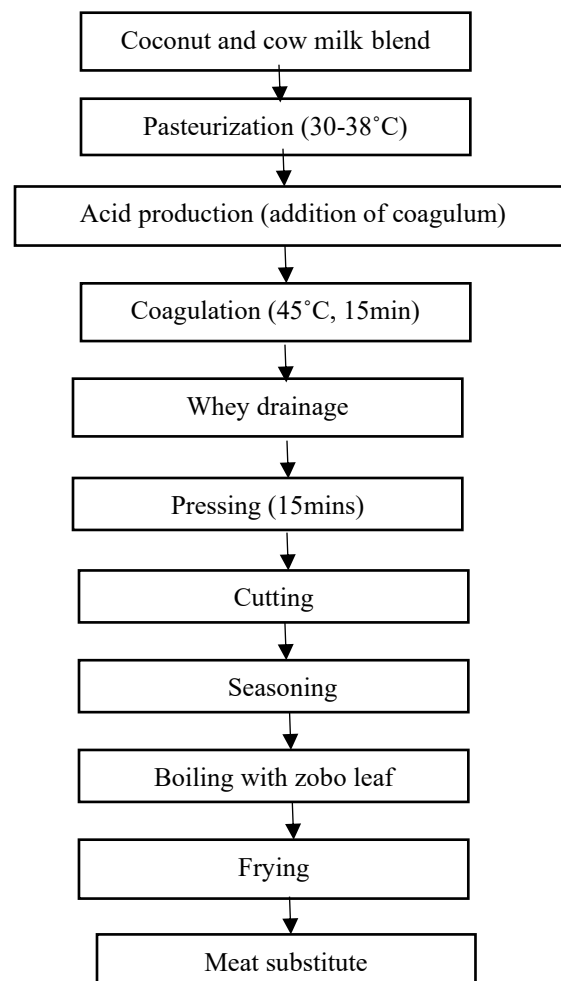 Coconut and cow milk blend
Pasteurization (30-38˚C)
Acid production (addition of coagulum)
Coagulation (45˚C, 15min)
Whey drainage
Pressing (15mins)
Cutting
Seasoning
Boiling with zobo leaf
Frying
Meat substitute